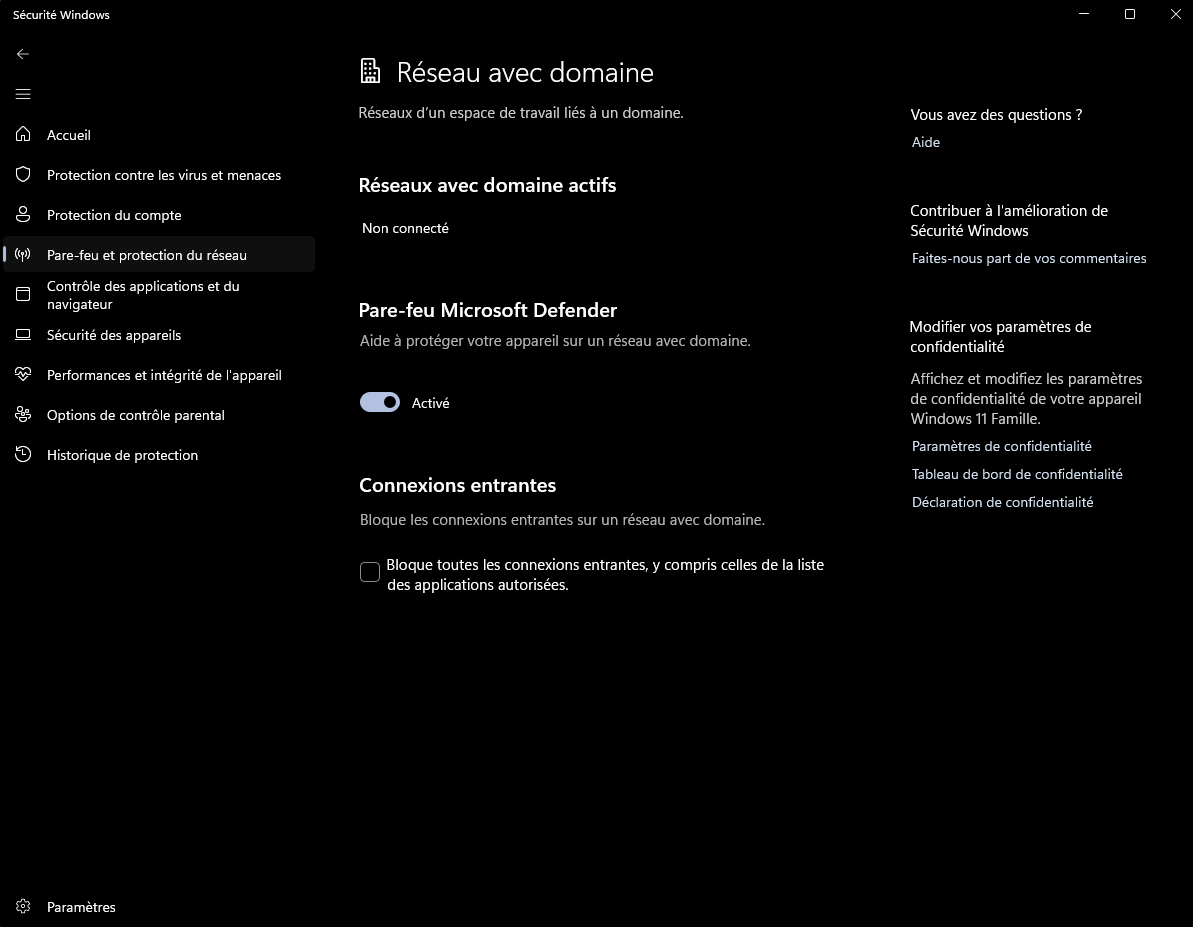 Sécurité Windows
Accueil
Protection contre les virus et menaces
Protection du compte
Pare-feu et protection du réseau
Contrôle des applications et du
navigateur
Sécurité des appareils
Performances et intégrité de l'appareil
Options de contrôle parental
Historique de protection
Paramètres
Réseau avec domaine
Réseaux d’un espace de travail liés à un domaine.
Réseaux avec domaine actifs
Non connecté
Pare-feu Microsoft Defender
Aide à protéger votre appareil sur un réseau avec domaine.
Activé
Connexions entrantes
Bloque les connexions entrantes sur un réseau avec domaine.
Bloque toutes les connexions entrantes, y compris celles de la liste
des applications autorisées.
Vous avez des questions ?
Aide
Contribuer à l'amélioration de
Sécurité Windows
Faites-nous part de vos commentaires
Modifier vos paramètres de
confidentialité
Affichez et modifiez les paramètres
de confidentialité de votre appareil
Windows 11 Famille.
Paramètres de confidentialité
Tableau de bord de confidentialité
Déclaration de confidentialité